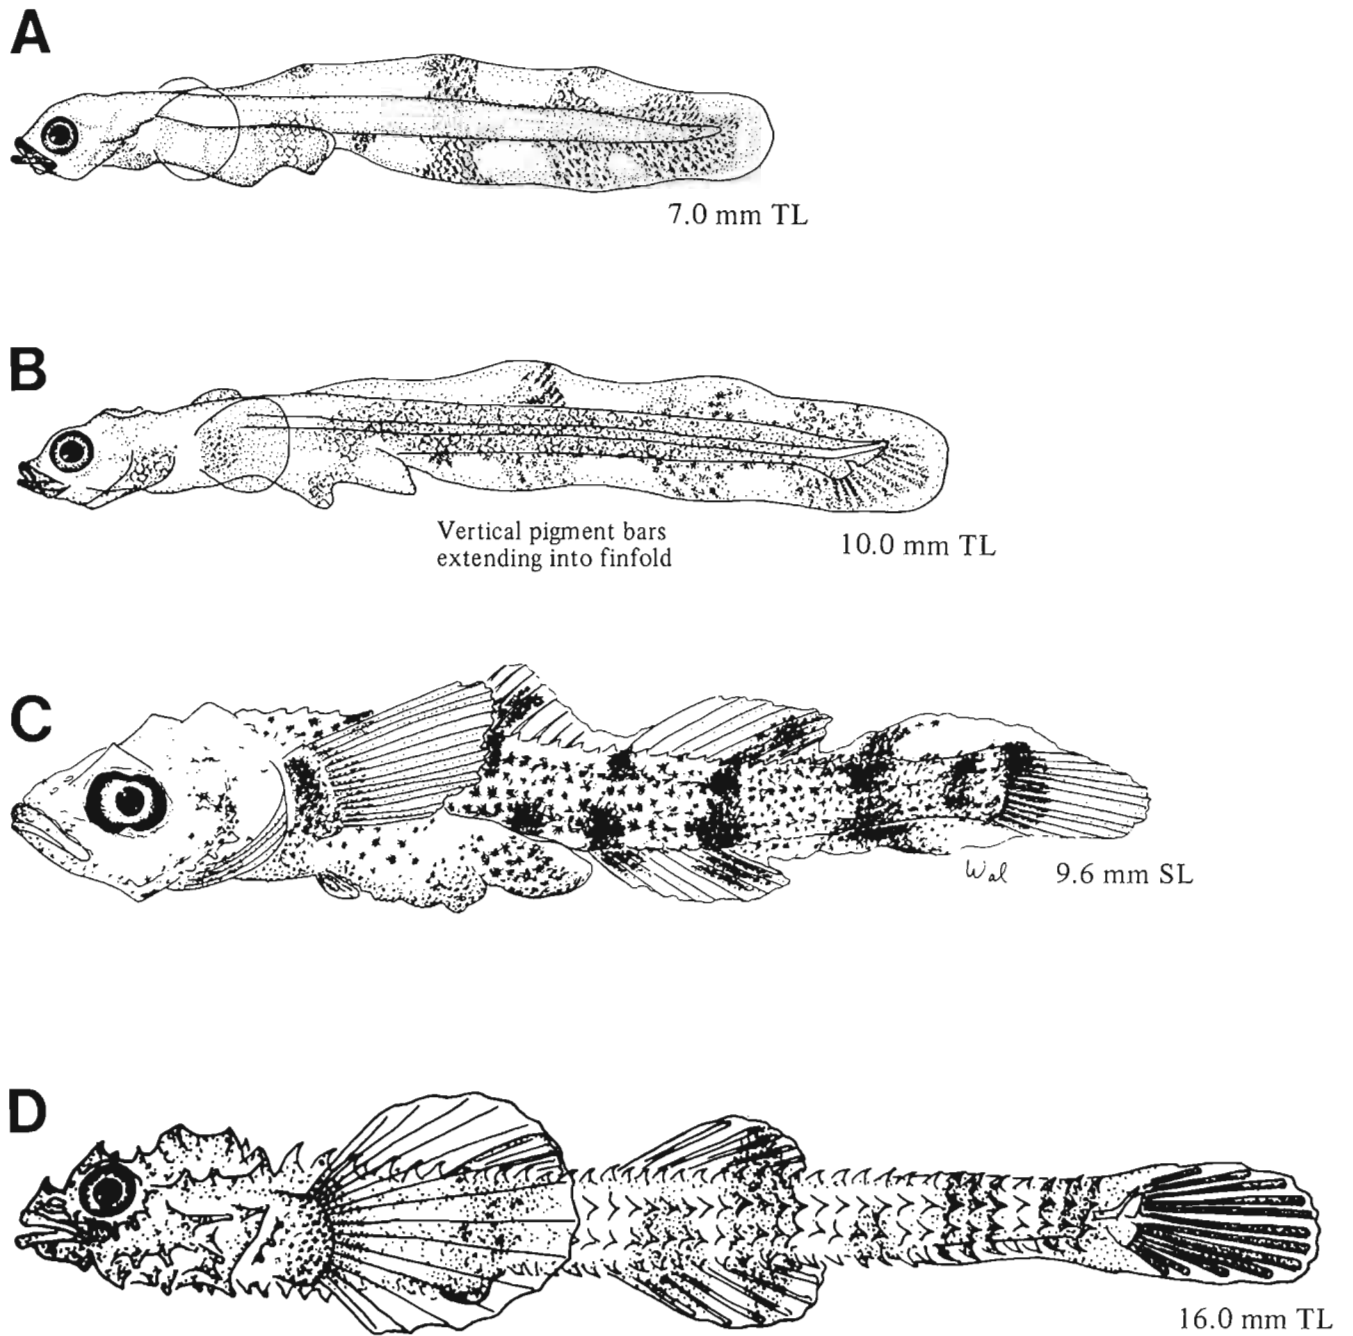 A
7.0 mm TL
B
Vertical pigment bars
extending into finfold
10.0 mm TL
C
Wal
9.6 mm SL
D
16.0 mm TL